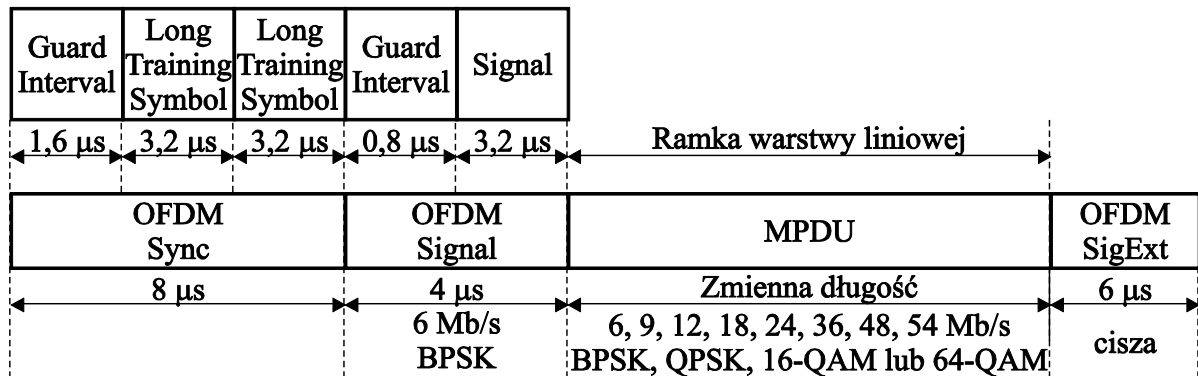 Guard Interval
Long Training Symbol
Long Training Symbol
Guard Interval
Signal
1,6 μs
3,2 μs
3,2 μs
0,8 μs
3,2 μs
Ramka warstwy liniowej
OFDM Sync
OFDM Signal
MPDU
OFDM SigExt
8 μs
4 μs
Zmienna długość
6 μs
6 Mb/s
BPSK
6, 9, 12, 18, 24, 36, 48, 54 Mb/s
BPSK, QPSK, 16-QAM lub 64-QAM
cisza